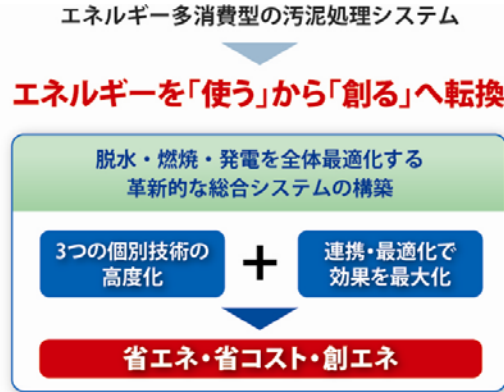 エネルギー多消費型の汚泥処理システム
エネルギーを「使う」から「創る」へ転換
脱水・燃焼・発電を全体最適化する
革新的な総合システムの構築
3つの個別技術の
高度化
+
連携・最適化で
効果を最大化
省エネ・省コスト・創エネ